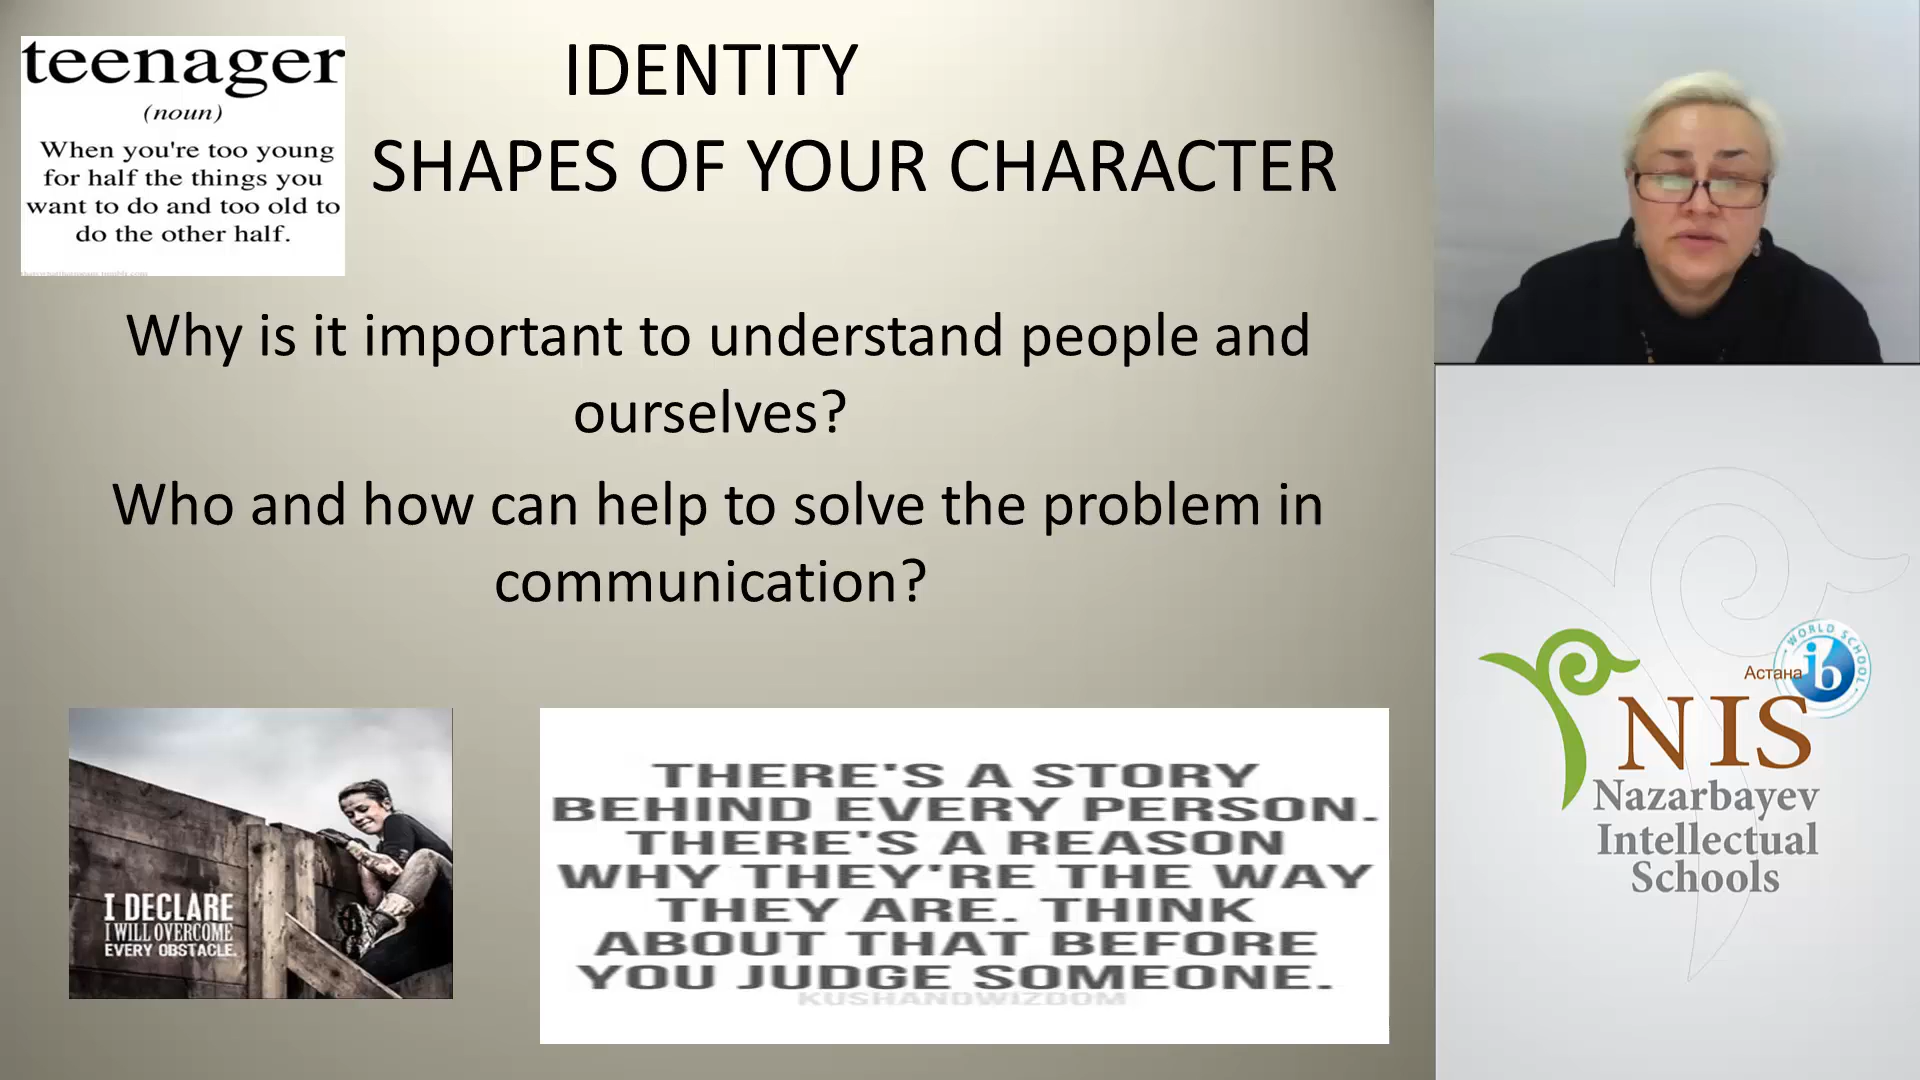 teenager
(noun)
When you're too young
for half the things you
want to do and too old to
do the other half.
IDENTITY
SHAPES OF YOUR CHARACTER
Why is it important to understand people and
ourselves?
Who and how can help to solve the problem in
communication?
I DECLARE
I WILL OVERCOME
EVERY OBSTACLE.
THERE'S A STORY
BEHIND EVERY PERSON.
THERE'S A REASON
WHY THEY'RE THE WAY
THEY ARE. THINK
ABOUT THAT BEFORE
YOU JUDGE SOMEONE.
KUSHANDWIZDOM
WORLD SCHOOL
ib
Астана
NIS
Nazarbayev
Intellectual
Schools